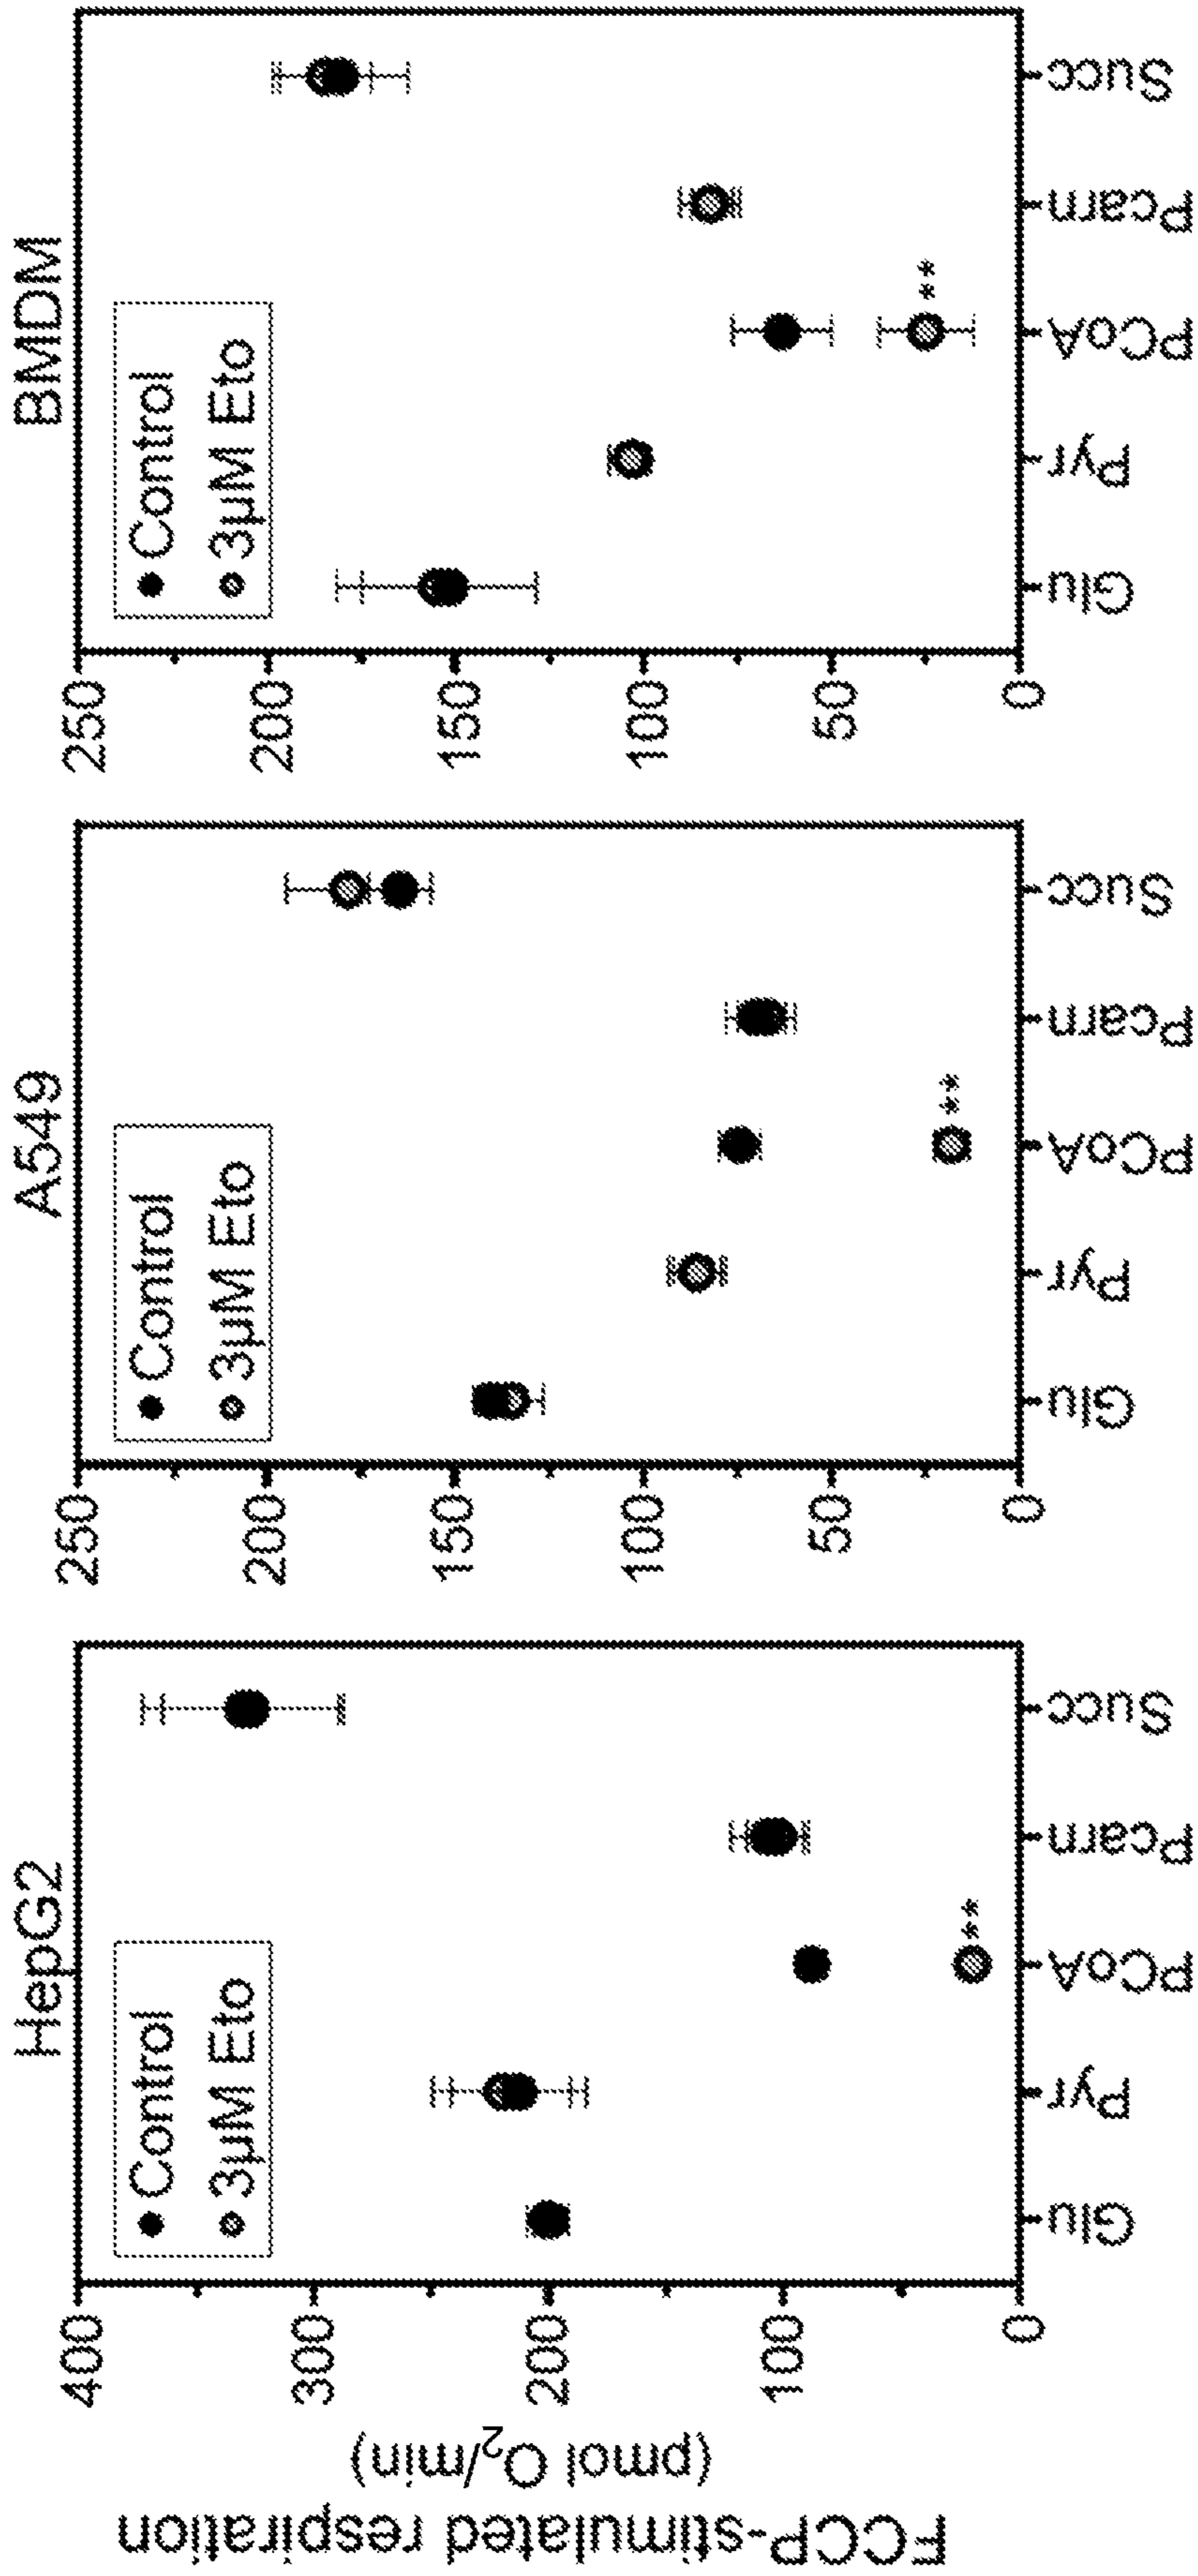 FCCP-stimulated respiration
(pmol O₂/min)
HepG2
400
300
200
100
0
Control
3µM Eto
**
Glu
Pyr
PCoA
Pcarn
Succ
A549
250
200
150
100
50
0
Control
3µM Eto
**
Glu
Pyr
PCoA
Pcarn
Succ
BMDM
250
200
150
100
50
0
Control
3µM Eto
**
Glu
Pyr
PCoA
Pcarn
Succ